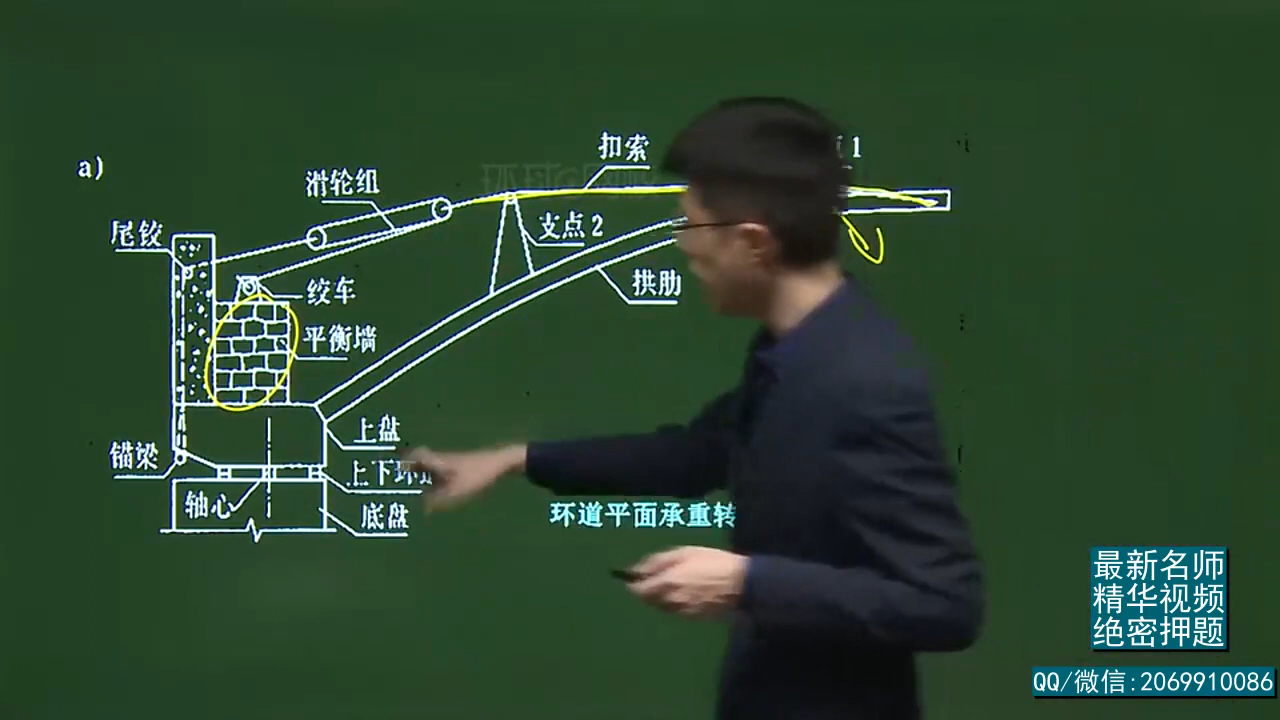 a)
扣索
1
滑轮组
尾铰
支点2
绞车
拱肋
平衡墙
上盘
锚梁
上下环
轴心
底盘
环道平面承重转
最新名师
精华视频
绝密押题
QQ/微信:2069910086